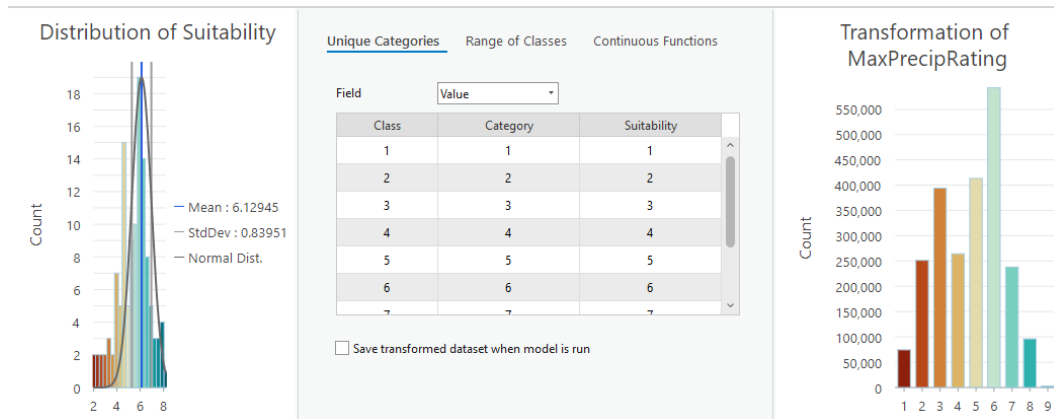 Distribution of Suitability
18
16
14
12
10
8
6
4
2
0
Count
2 4 6 8
Mean : 6.12945
StdDev : 0.83951
Normal Dist.
Unique Categories Range of Classes Continuous Functions
Field Value
Class Category Suitability
1 1 1
2 2 2
3 3 3
4 4 4
5 5 5
6 6 6
7 7 7
Save transformed dataset when model is run
Transformation of
MaxPrecipRating
550,000
500,000
450,000
400,000
350,000
300,000
250,000
200,000
150,000
100,000
50,000
0
Count
1 2 3 4 5 6 7 8 9